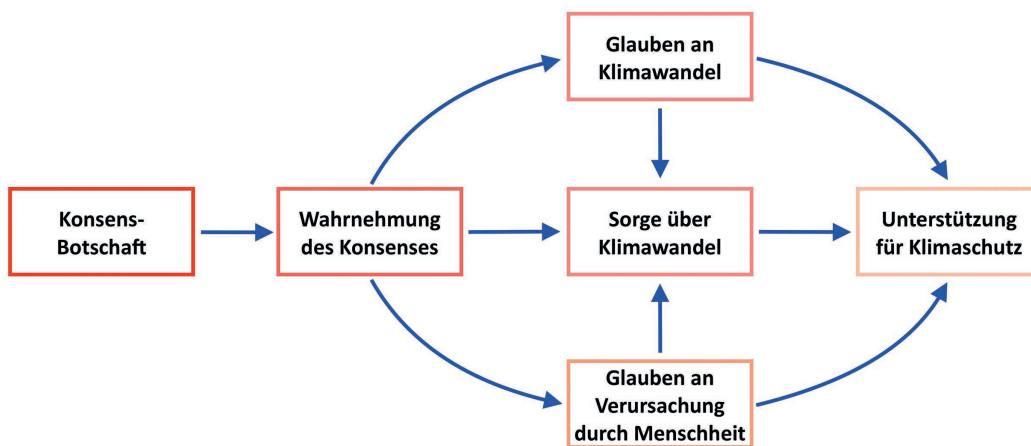 Glauben an
Klimawandel
Konsens-
Botschaft
Wahrnehmung
des Konsenses
Sorge über
Klimawandel
Unterstützung
für Klimaschutz
Glauben an
Verursachung
durch Menschheit